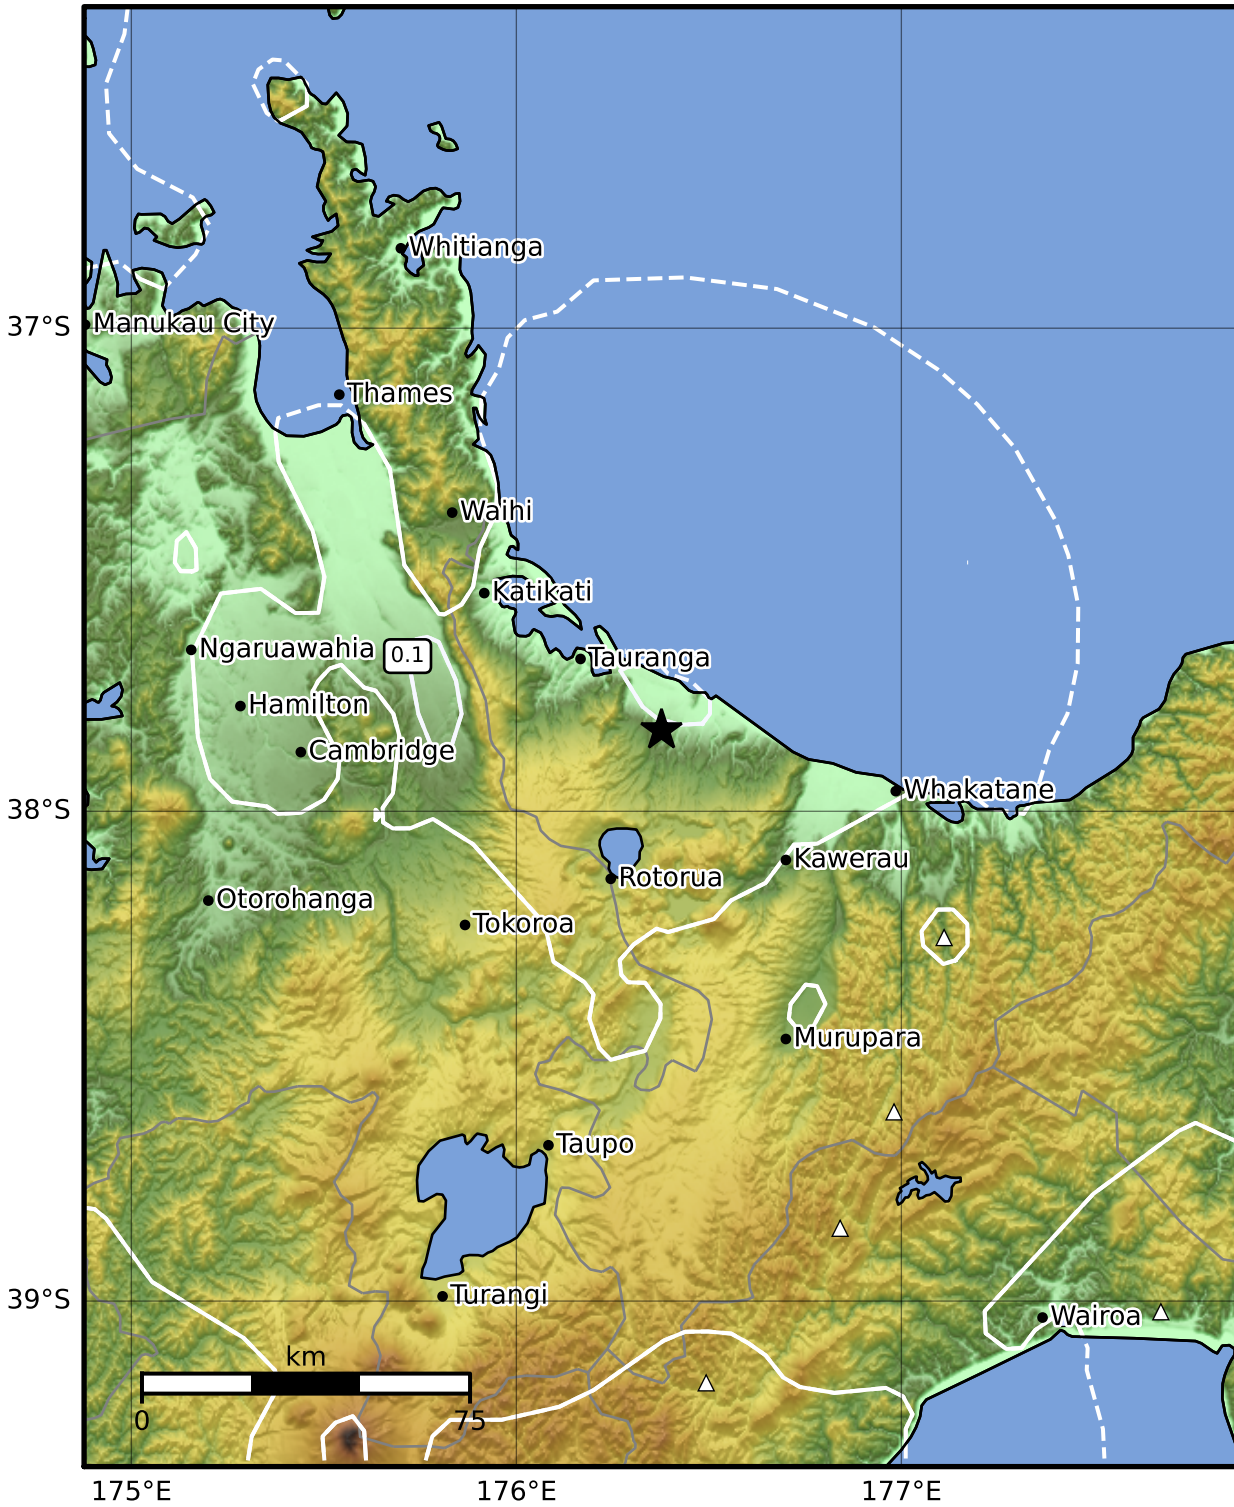 Whitianga
37°S
Manukau City
Thames
Waihi
Katikati
Ngaruawahia
0.1
Tauranga
Hamilton
Cambridge
38°S
Whakatane
Kawerau
Rotorua
Otorohanga
Tokoroa
Murupara
Taupo
39°S
Turangi
Wairoa
km
0
75
175°E
176°E
177°E